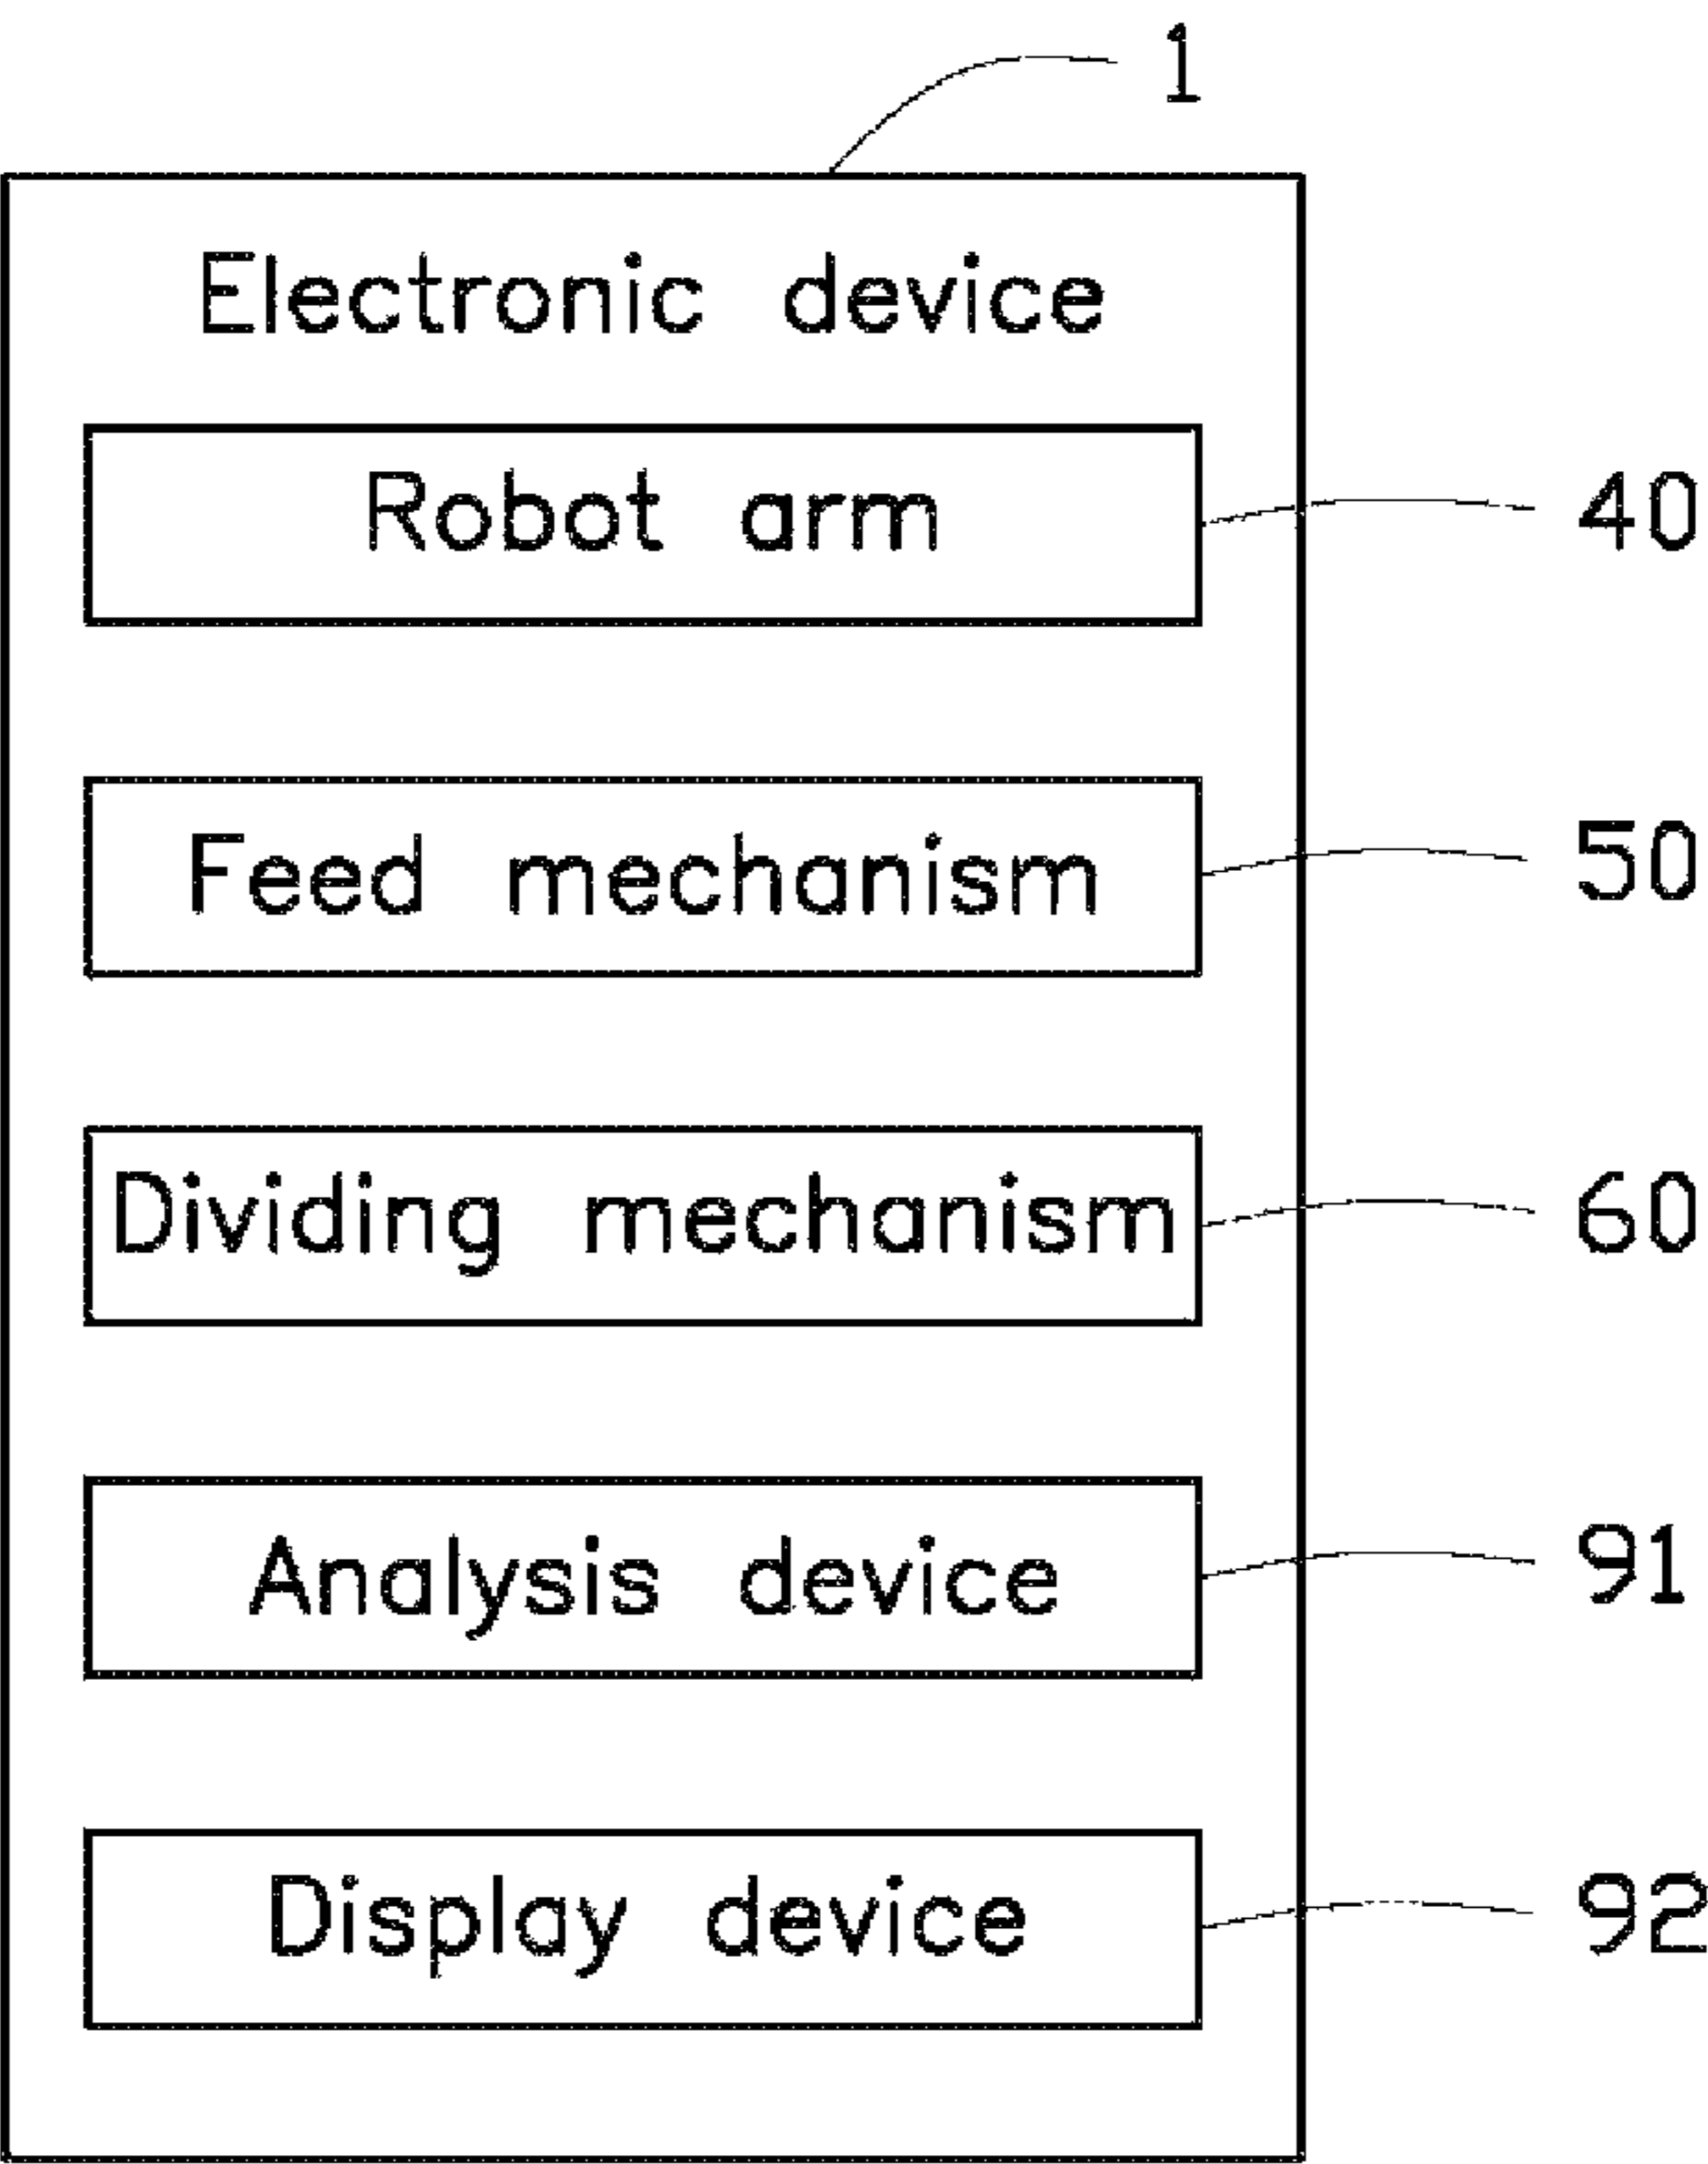 1
Electronic device
Robot arm 40
Feed mechanism 50
Dividing mechanism 60
Analysis device 91
Display device 92